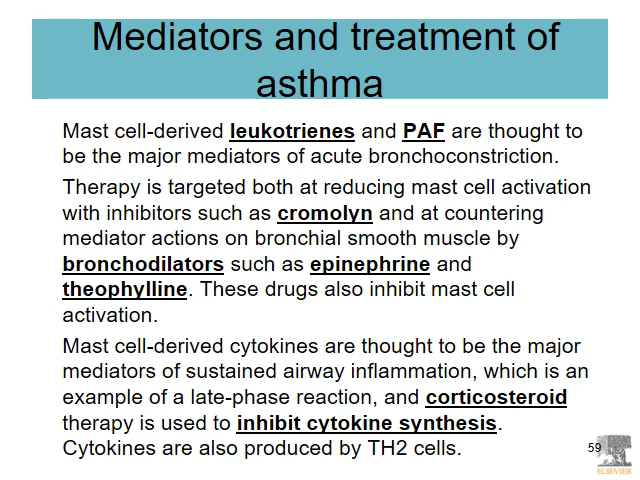 Mediators and treatment of
asthma
Mast cell-derived leukotrienes and PAF are thought to
be the major mediators of acute bronchoconstriction.
Therapy is targeted both at reducing mast cell activation
with inhibitors such as cromolyn and at countering
mediator actions on bronchial smooth muscle by
bronchodilators such as epinephrine and
theophylline. These drugs also inhibit mast cell
activation.
Mast cell-derived cytokines are thought to be the major
mediators of sustained airway inflammation, which is an
example of a late-phase reaction, and corticosteroid
therapy is used to inhibit cytokine synthesis.
Cytokines are also produced by TH2 cells.
59
ELSEVIER